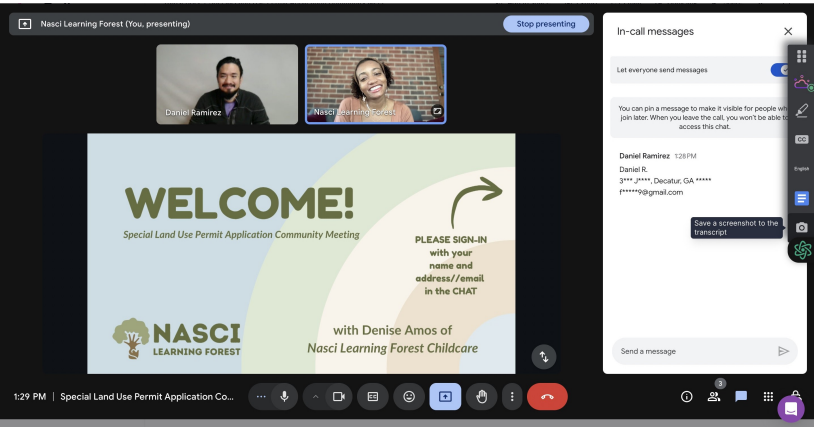 Nasci Learning Forest (You, presenting)
Stop presenting
Daniel Ramirez
Nasci Learning Forest
WELCOME!
Special Land Use Permit Application Community Meeting
PLEASE SIGN-IN
with your
name and
address//email
in the CHAT
NASCI
LEARNING FOREST
with Denise Amos of
Nasci Learning Forest Childcare
In-call messages
Let everyone send messages
You can pin a message to make it visible for people who
join later. When you leave the call, you won't be able to
access this chat.
Daniel Ramirez 1:28 PM
Daniel R.
3*** J****, Decatur, GA *****
f*****9@gmail.com
CC
English
Save a screenshot to the
transcript
Send a message
1:29 PM | Special Land Use Permit Application Co...
3